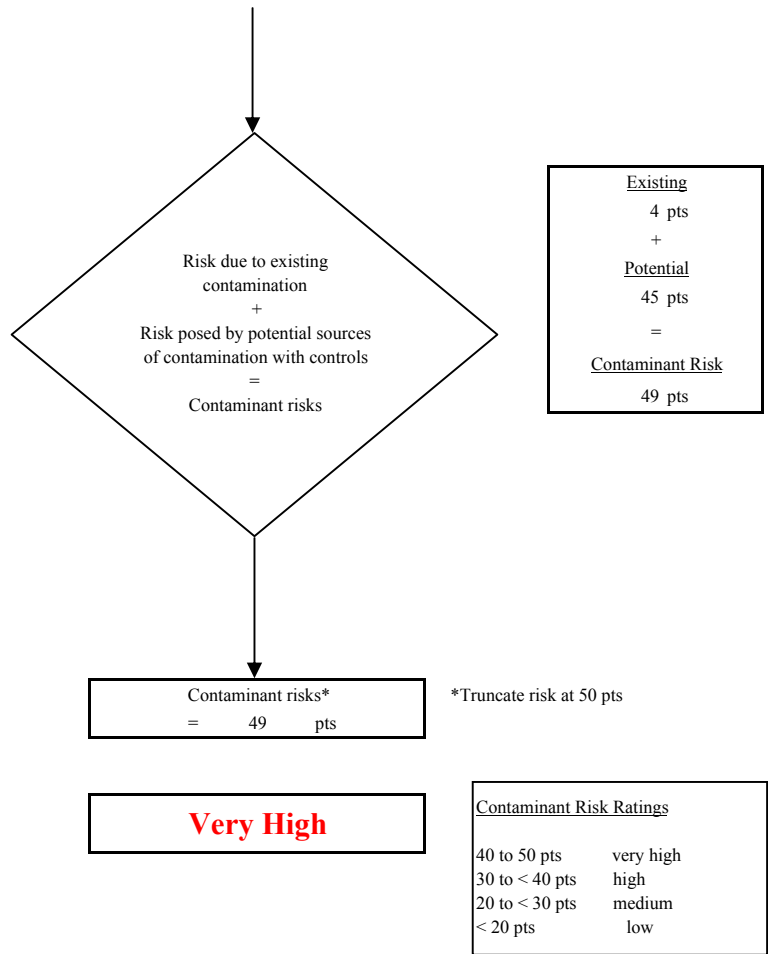 Risk due to existing
contamination
+
Risk posed by potential sources
of contamination with controls
=
Contaminant risks
Existing
4 pts
+
Potential
45 pts
=
Contaminant Risk
49 pts
Contaminant risks*
= 49 pts
*Truncate risk at 50 pts
Very High
Contaminant Risk Ratings
40 to 50 pts very high
30 to < 40 pts high
20 to < 30 pts medium
< 20 pts low